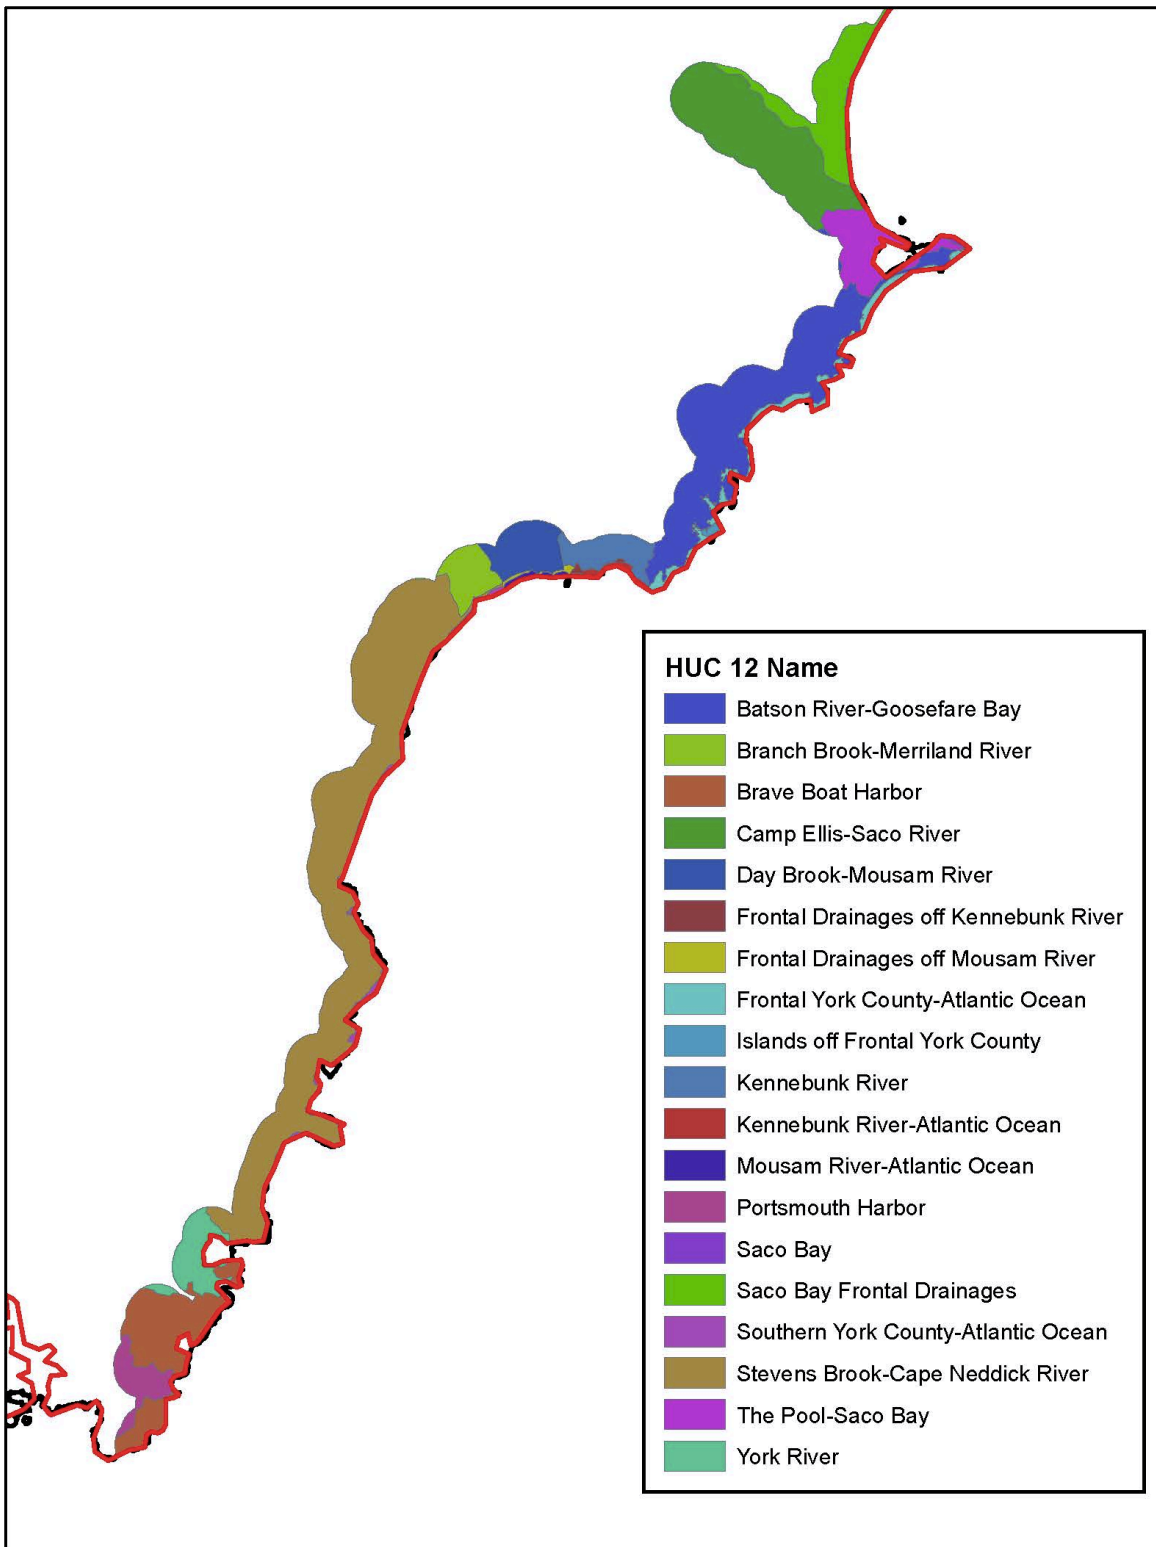 HUC 12 Name
Batson River-Goosefare Bay
Branch Brook-Merriland River
Brave Boat Harbor
Camp Ellis-Saco River
Day Brook-Mousam River
Frontal Drainages off Kennebunk River
Frontal Drainages off Mousam River
Frontal York County-Atlantic Ocean
Islands off Frontal York County
Kennebunk River
Kennebunk River-Atlantic Ocean
Mousam River-Atlantic Ocean
Portsmouth Harbor
Saco Bay
Saco Bay Frontal Drainages
Southern York County-Atlantic Ocean
Stevens Brook-Cape Neddick River
The Pool-Saco Bay
York River